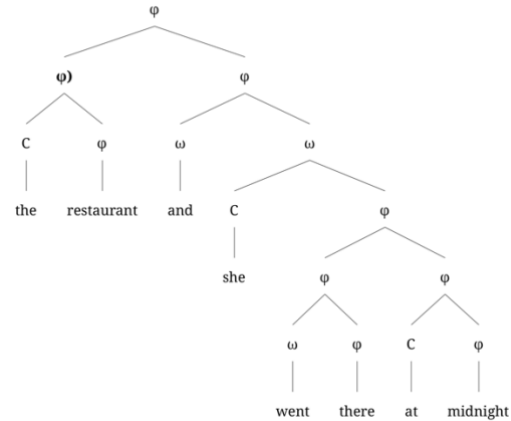 φ
φ) φ
C φ ω ω
the restaurant and C φ
she φ φ
ω φ C φ
went there at midnight